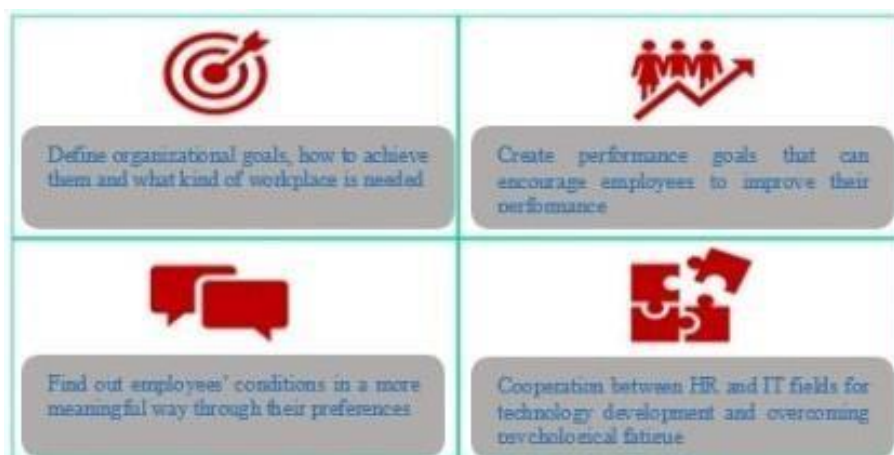 Define organizational goals, how to achieve
them and what kind of workplace is needed
Create performance goals that can
encourage employees to improve their
performance
Find out employees' conditions in a more
meaningful way through their preferences
Cooperation between HR and IT fields for
technology development and overcoming
psychological fatigue